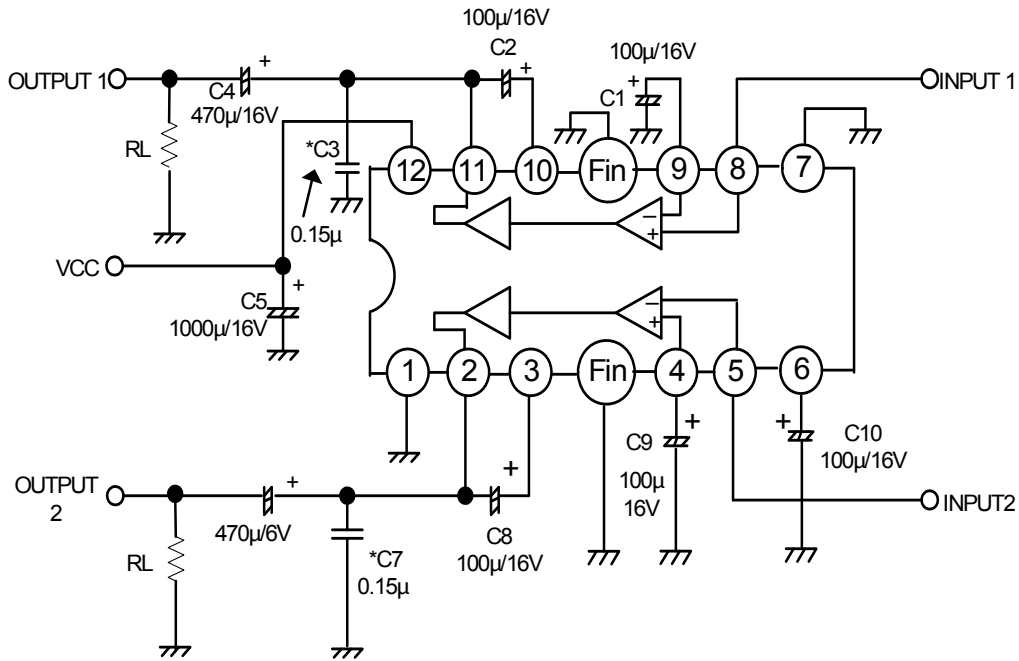 100µ/16V
C2
+
100µ/16V
+
C1
OUTPUT 1
+
C4
470µ/16V
INPUT 1
RL
*C3
0.15µ
12
11
10
Fin
9
8
7
−
+
VCC
+
C5
1000µ/16V
−
+
1
2
3
Fin
4
5
6
+
C9
100µ
16V
+
C10
100µ/16V
OUTPUT
2
+
470µ/6V
+
C8
100µ/16V
INPUT2
RL
*C7
0.15µ